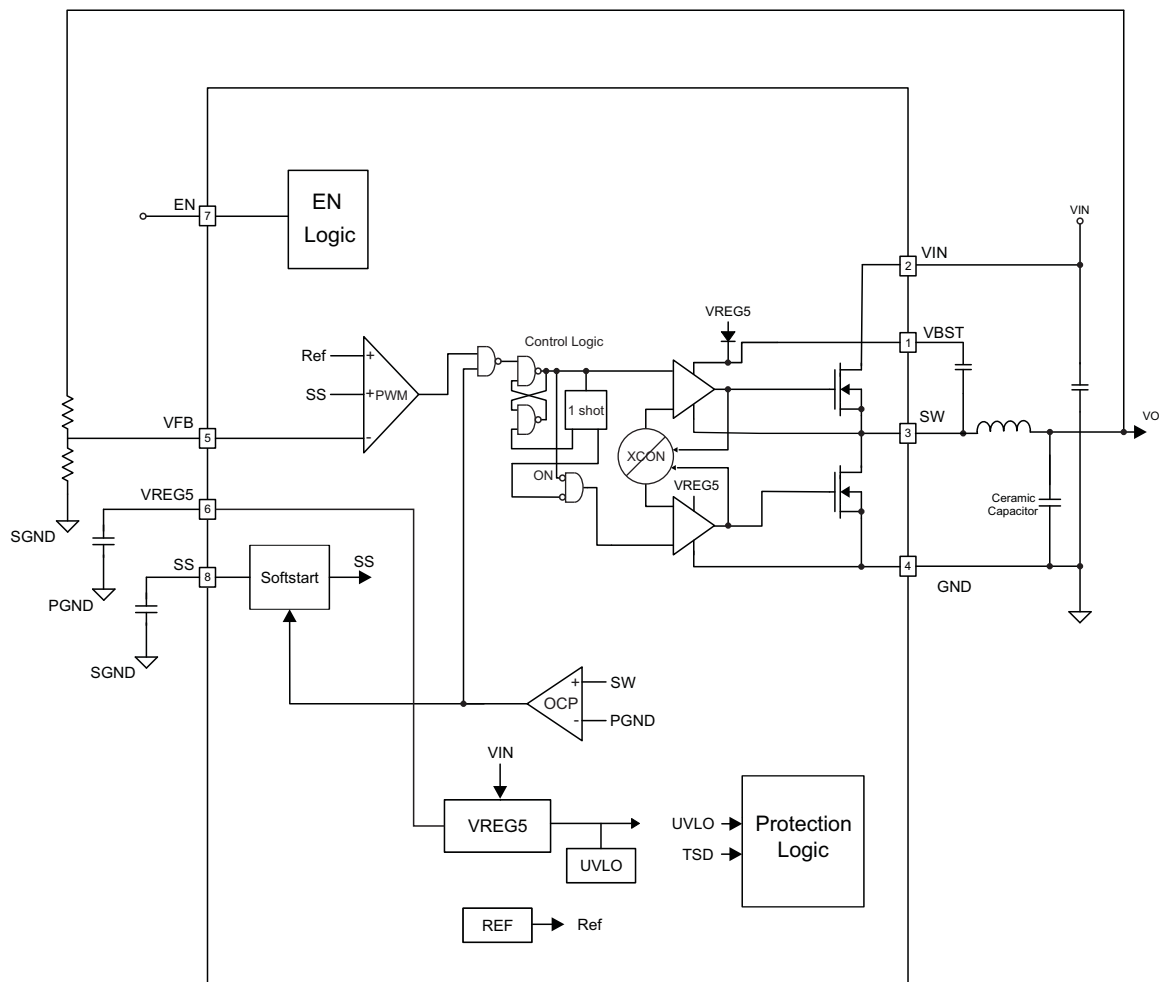 EN
7
EN
Logic
VIN
VIN
2
VREG5
VBST
1
Control Logic
Ref
+
SS
+
PWM
-
1 shot
VFB
5
SW
3
VO
XCON
ON
VREG5
VREG5
6
Ceramic
Capacitor
SGND
SS
8
Softstart
SS
4
GND
PGND
SGND
OCP
+
SW
-
PGND
VIN
VREG5
UVLO
UVLO
TSD
Protection
Logic
REF
Ref